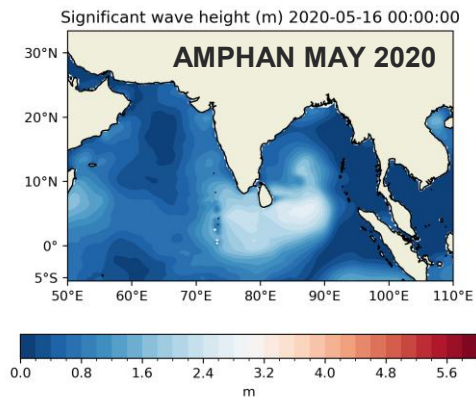 Significant wave height (m) 2020-05-16 00:00:00
AMPHAN MAY 2020
30°N
20°N
10°N
0°
5°S
50°E 60°E 70°E 80°E 90°E 100°E 110°E
0.0 0.8 1.6 2.4 3.2 4.0 4.8 5.6
m